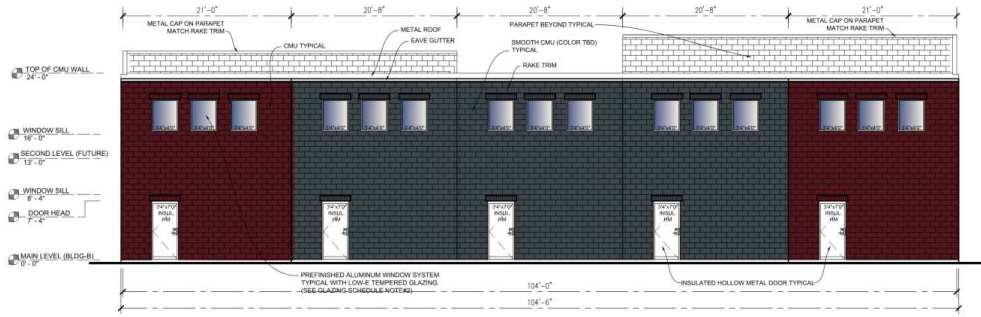 21'-0" 20'-8" 20'-8" 20'-8" 21'-0"
METAL CAP ON PARAPET
MATCH RAKE TRIM
CMU TYPICAL
METAL ROOF
EAVE GUTTER
PARAPET BEYOND TYPICAL
SMOOTH CMU (COLOR TBD)
TYPICAL
RAKE TRIM
METAL CAP ON PARAPET
MATCH RAKE TRIM
TOP OF CMU WALL
24' - 0"
WINDOW SILL
16' - 0"
SECOND LEVEL (FUTURE)
13' - 0"
WINDOW SILL
8' - 4"
DOOR HEAD
7' - 4"
MAIN LEVEL (BLDG-B)
0' - 0"
3'4"x7'0"
INSUL.
HM
3'4"x7'0"
INSUL.
HM
3'4"x7'0"
INSUL.
HM
3'4"x7'0"
INSUL.
HM
3'4"x7'0"
INSUL.
HM
PREFINISHED ALUMINUM WINDOW SYSTEM
TYPICAL WITH LOW-E TEMPERED GLAZING
(SEE GLAZING SCHEDULE NOTE#2)
INSULATED HOLLOW METAL DOOR TYPICAL
104'-0"
104'-6"